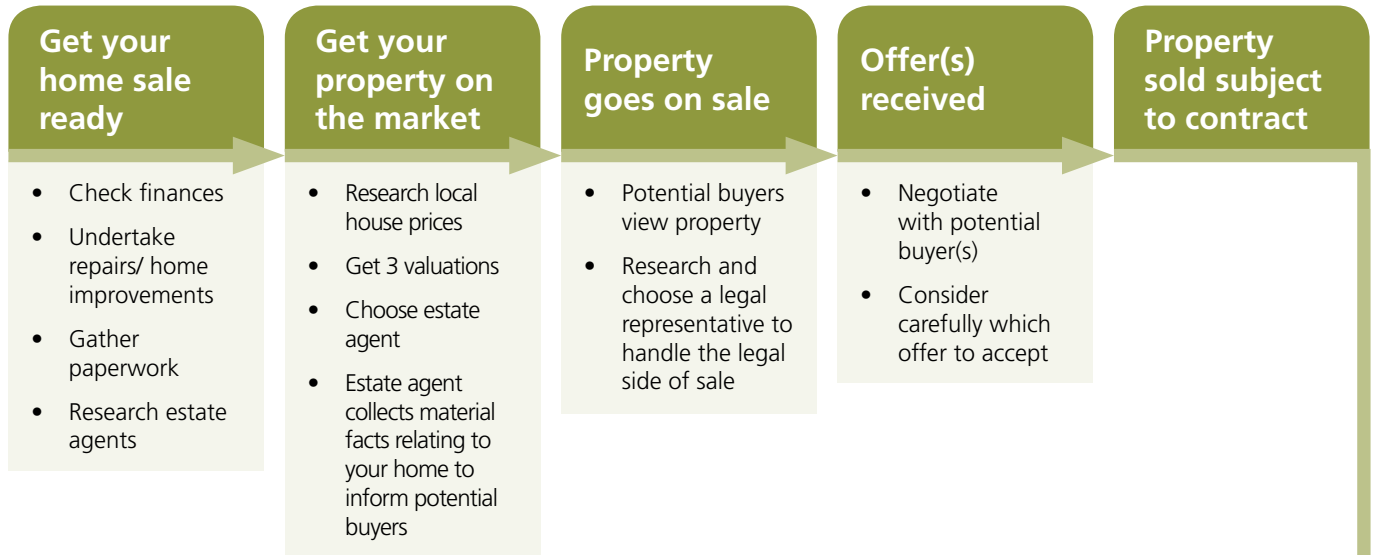 Get your
home sale
ready
• Check finances
• Undertake
repairs/ home
improvements
• Gather
paperwork
• Research estate
agents
Get your
property on
the market
• Research local
house prices
• Get 3 valuations
• Choose estate
agent
• Estate agent
collects material
facts relating to
your home to
inform potential
buyers
Property
goes on sale
• Potential buyers
view property
• Research and
choose a legal
representative to
handle the legal
side of sale
Offer(s)
received
• Negotiate
with potential
buyer(s)
• Consider
carefully which
offer to accept
Property
sold subject
to contract